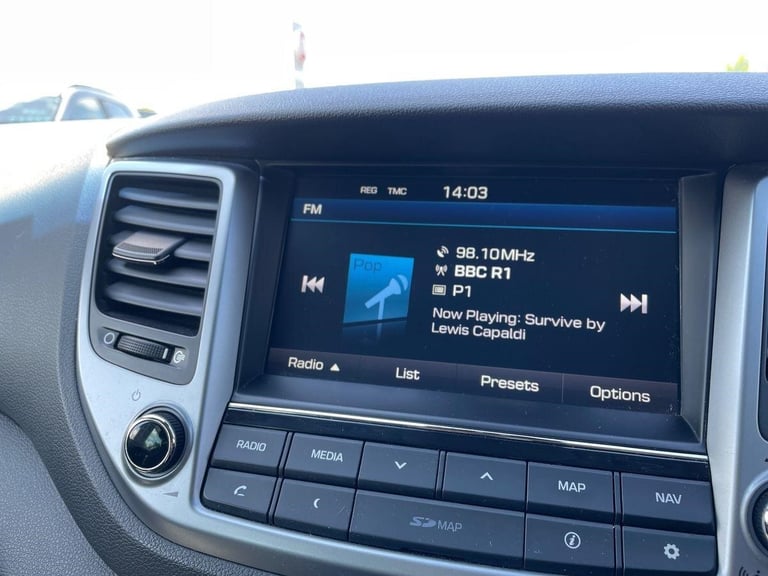 REG TMC 14:03
FM
Pop
98.10MHz
BBC R1
P1
Now Playing: Survive by
Lewis Capaldi
Radio List Presets Options
RADIO MEDIA MAP NAV
SD MAP